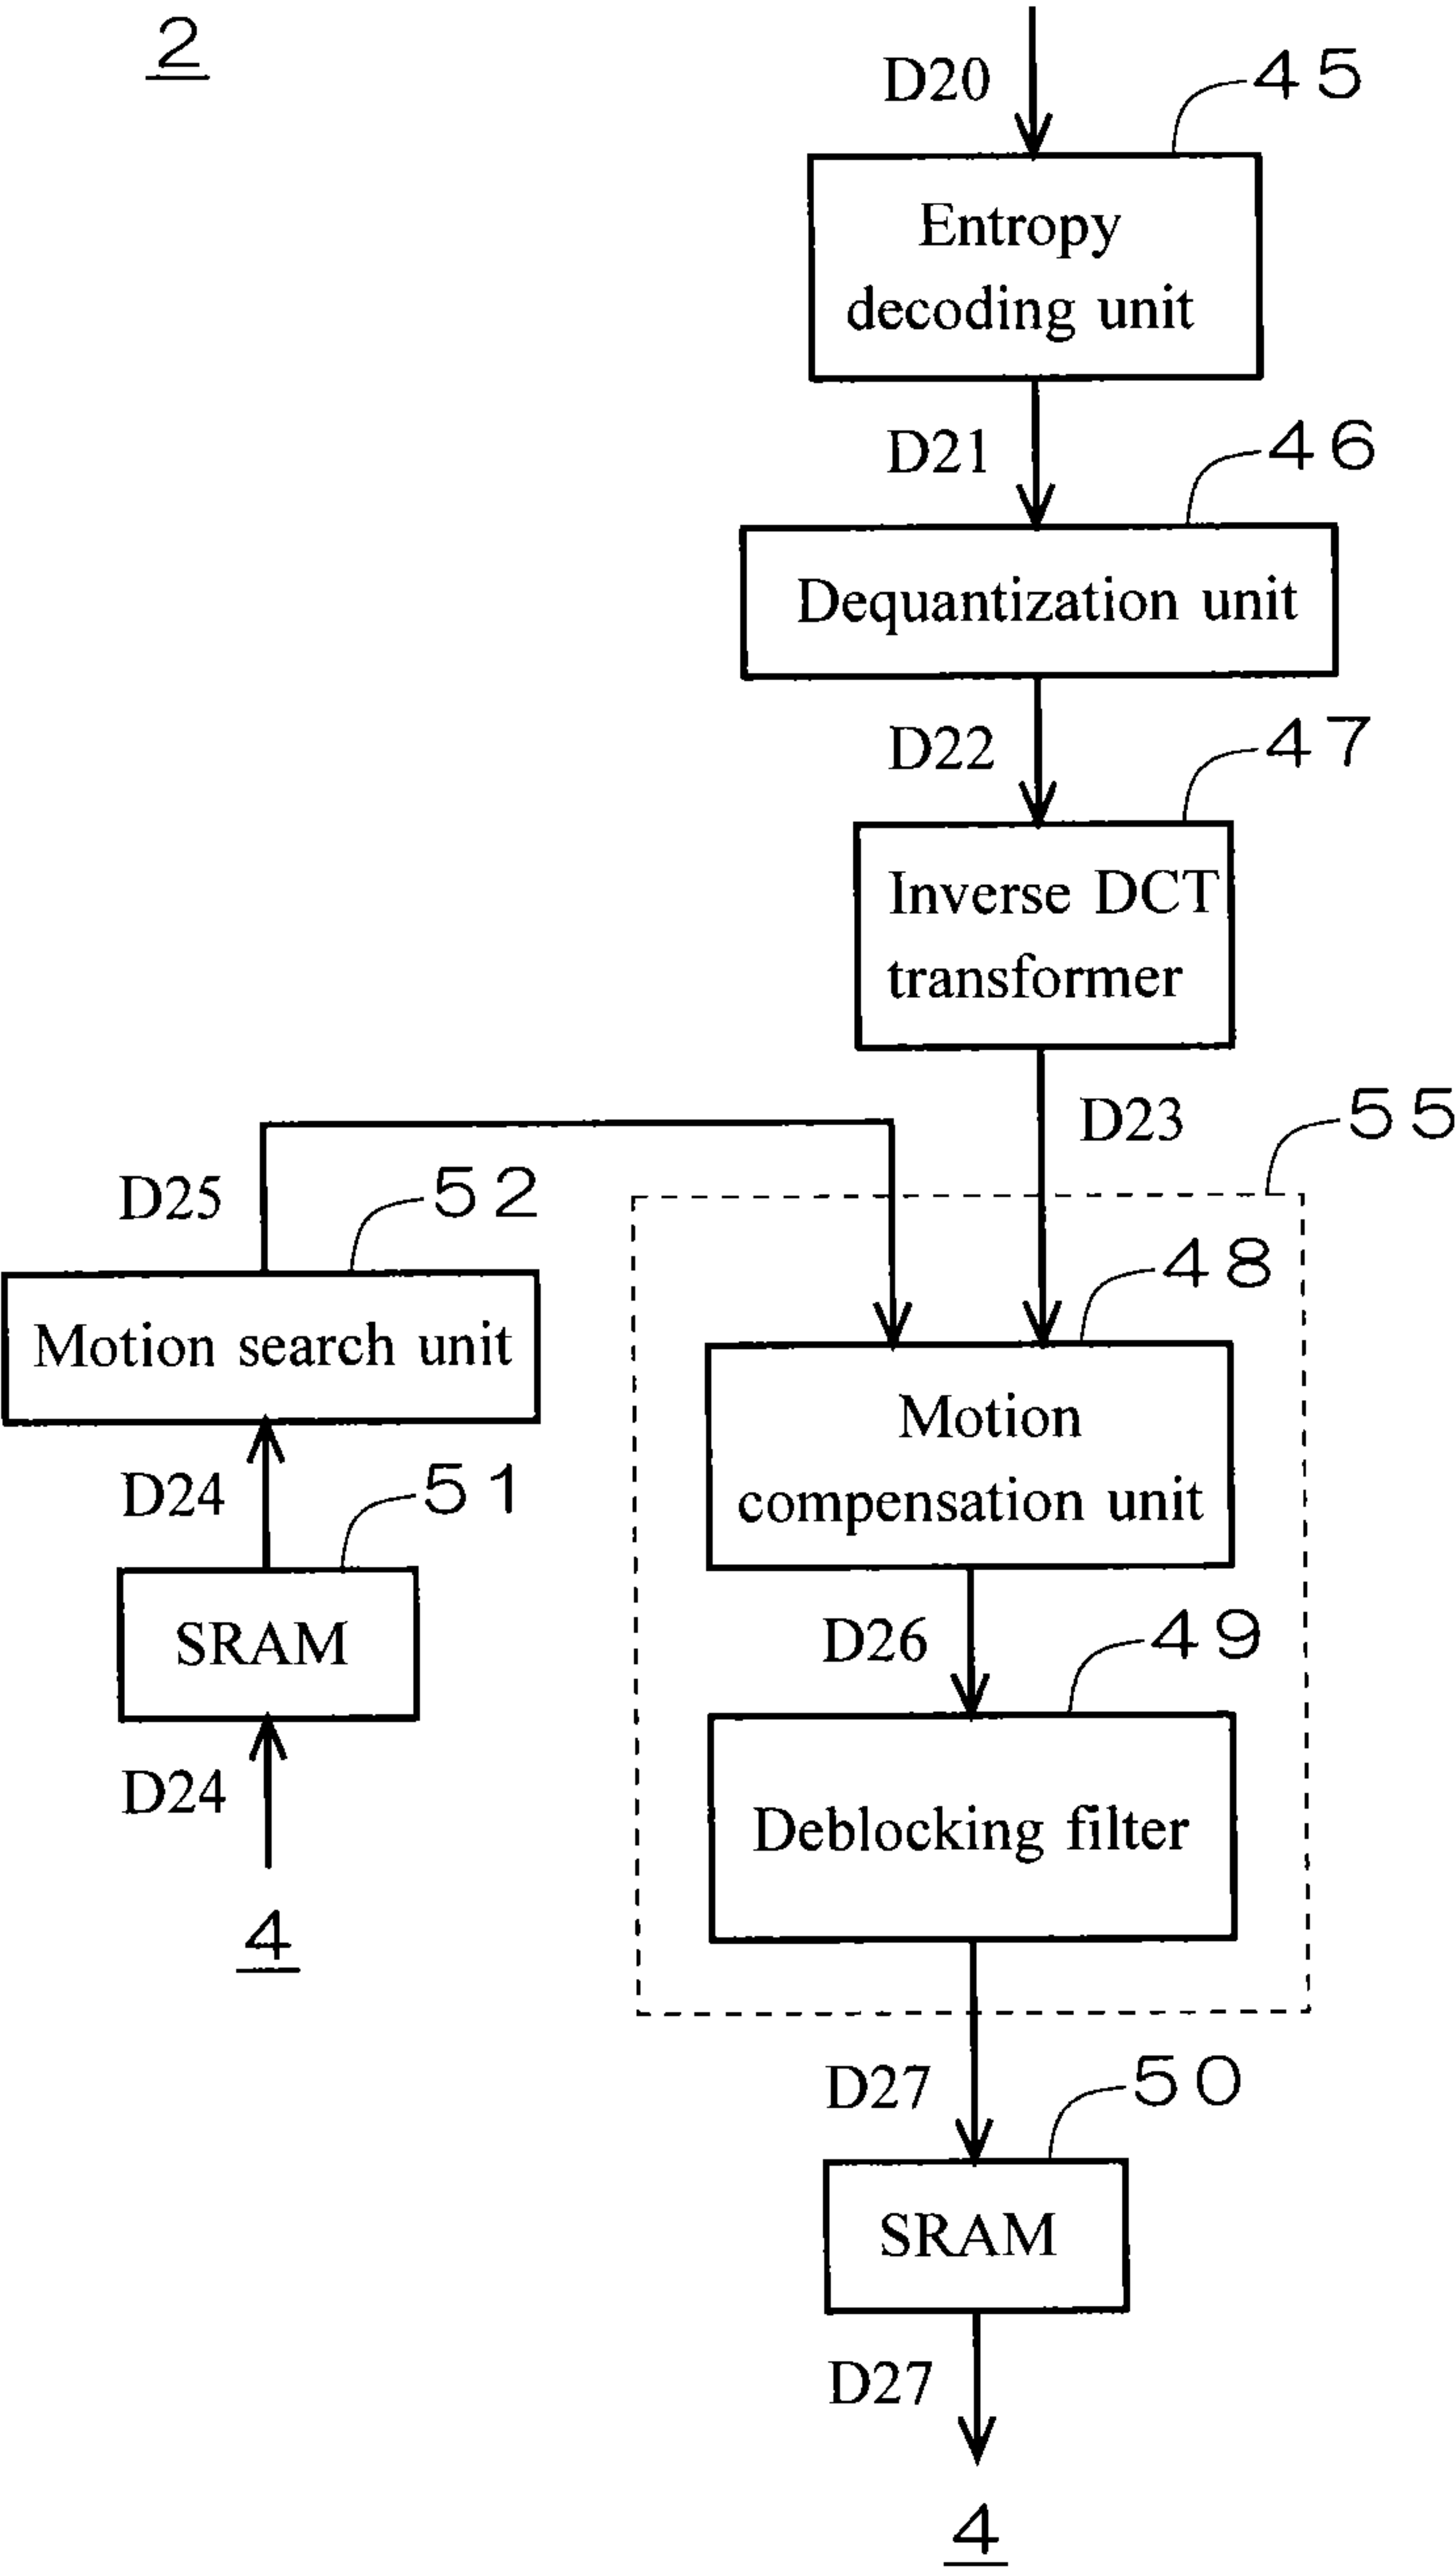 2
D20
45
Entropy
decoding unit
D21
46
Dequantization unit
D22
47
Inverse DCT
transformer
D23
55
D25
52
Motion search unit
48
Motion
compensation unit
D24
51
SRAM
D26
49
D24
Deblocking filter
4
D27
50
SRAM
D27
4